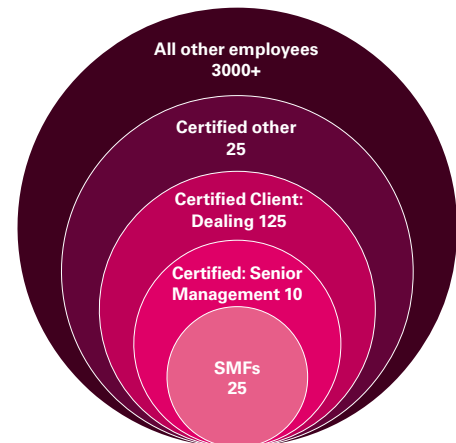 All other employees
3000+
Certified other
25
Certified Client:
Dealing 125
Certified: Senior
Management 10
SMFs
25